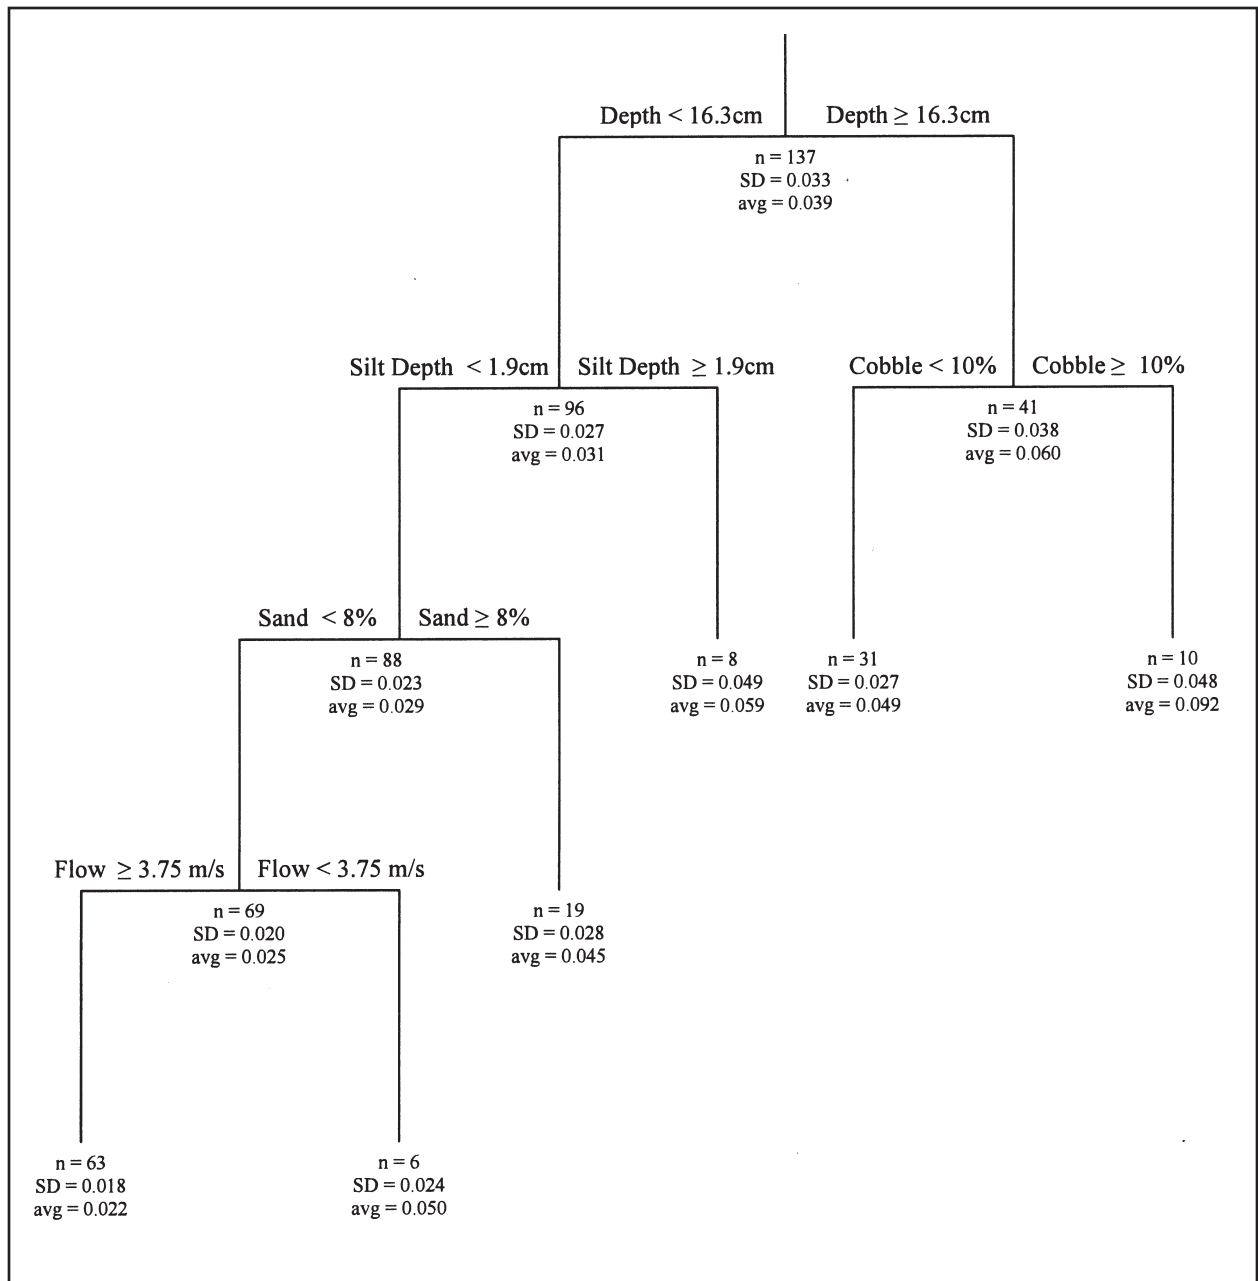 Depth < 16.3cm Depth ≥ 16.3cm
n = 137
SD = 0.033
avg = 0.039
Silt Depth < 1.9cm Silt Depth ≥ 1.9cm Cobble < 10% Cobble ≥ 10%
n = 96
SD = 0.027
avg = 0.031
n = 41
SD = 0.038
avg = 0.060
Sand < 8% Sand ≥ 8%
n = 88
SD = 0.023
avg = 0.029
n = 8
SD = 0.049
avg = 0.059
n = 31
SD = 0.027
avg = 0.049
n = 10
SD = 0.048
avg = 0.092
Flow ≥ 3.75 m/s Flow < 3.75 m/s
n = 69
SD = 0.020
avg = 0.025
n = 19
SD = 0.028
avg = 0.045
n = 63
SD = 0.018
avg = 0.022
n = 6
SD = 0.024
avg = 0.050